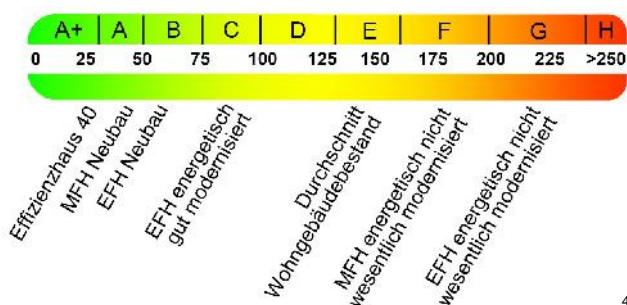 A+ A B C D E F G H
0 25 50 75 100 125 150 175 200 225 >250
Effizienzhaus 40
MFH Neubau
EFH Neubau
EFH energetisch
gut modernisiert
Durchschnitt
Wohngebäudebestand
MFH energetisch nicht
wesentlich modernisiert
EFH energetisch nicht
wesentlich modernisiert